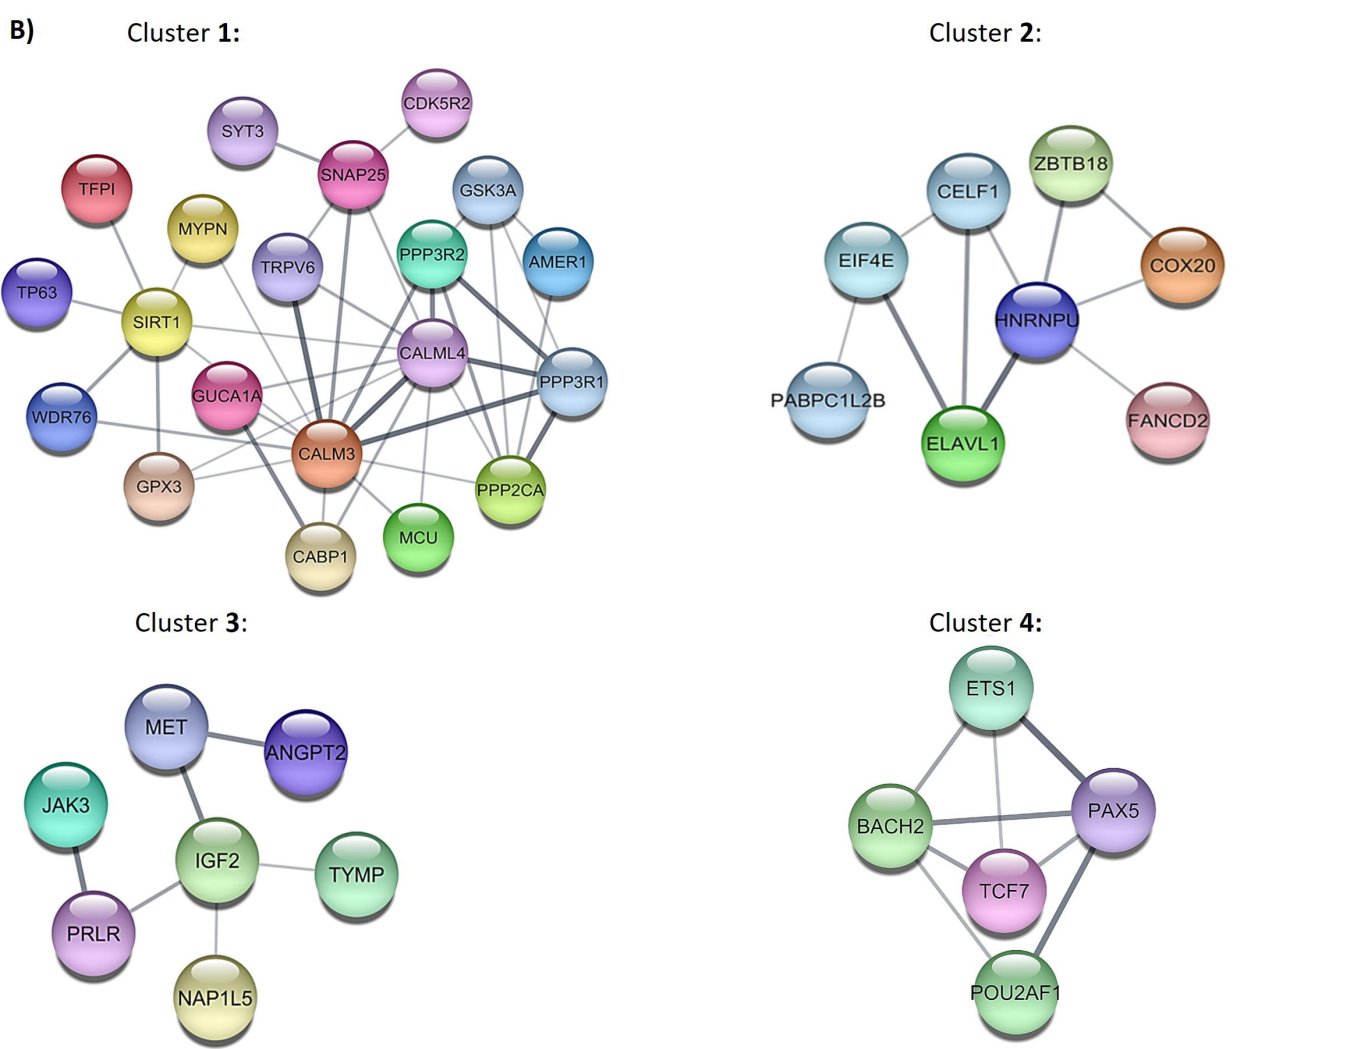 B)
Cluster 1:
Cluster 2:
CDK5R2
SYT3
SNAP25
TFPI
GSK3A
MYPN
TRPV6
PPP3R2
AMER1
TP63
SIRT1
CALML4
PPP3R1
GUCA1A
WDR76
CALM3
GPX3
PPP2CA
CABP1
MCU
ZBTB18
CELF1
EIF4E
COX20
HNRNPU
PABPC1L2B
FANCD2
ELAVL1
Cluster 3:
Cluster 4:
MET
ANGPT2
JAK3
IGF2
TYMP
PRLR
NAP1L5
ETS1
PAX5
BACH2
TCF7
POU2AF1